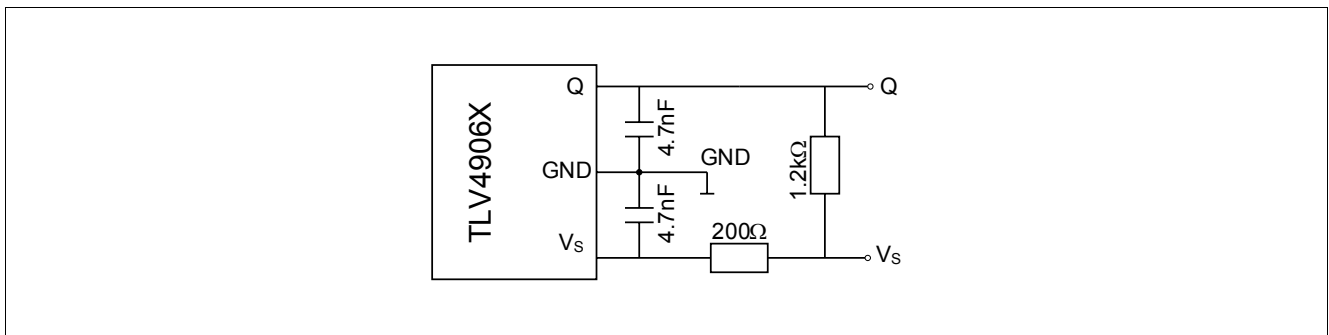 TLV4906X
Q
GND
Vs
4.7nF
4.7nF
GND
200Ω
1.2kΩ
Q
Vs